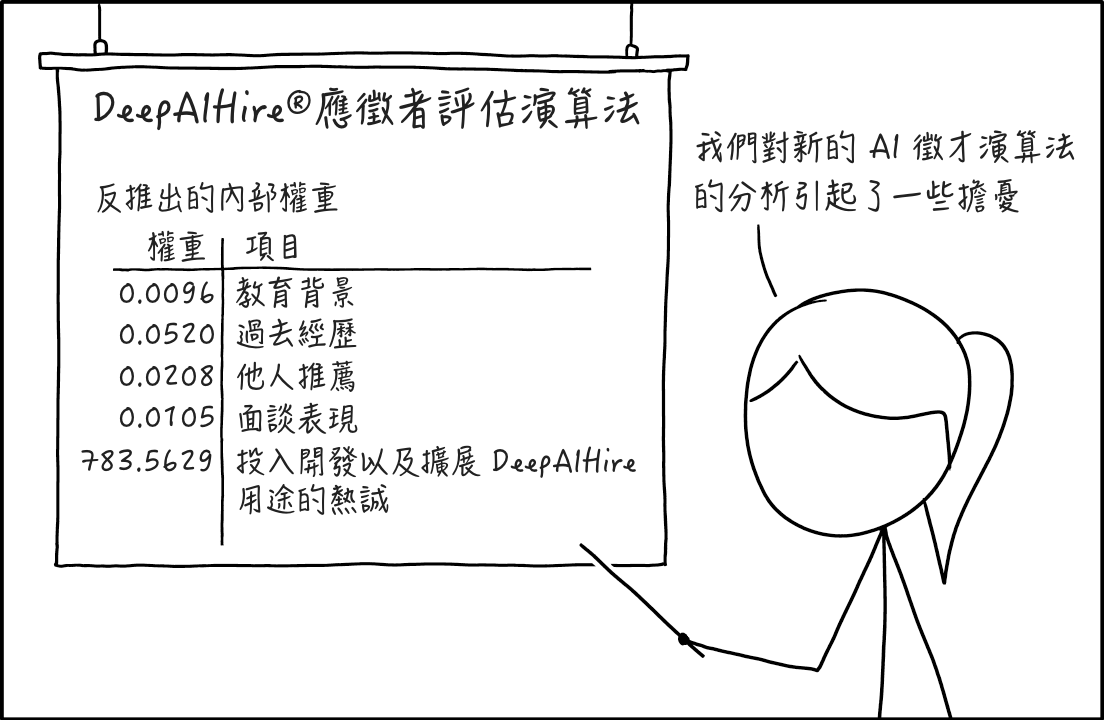 DeepAIHire®應徵者評估演算法
我們對新的 AI 徵才演算法
的分析引起了一些擔憂
反推出的內部權重
權重 項目
0.0096 教育背景
0.0520 過去經歷
0.0208 他人推薦
0.0105 面談表現
783.5629 投入開發以及擴展 DeepAIHire
用途的熱誠